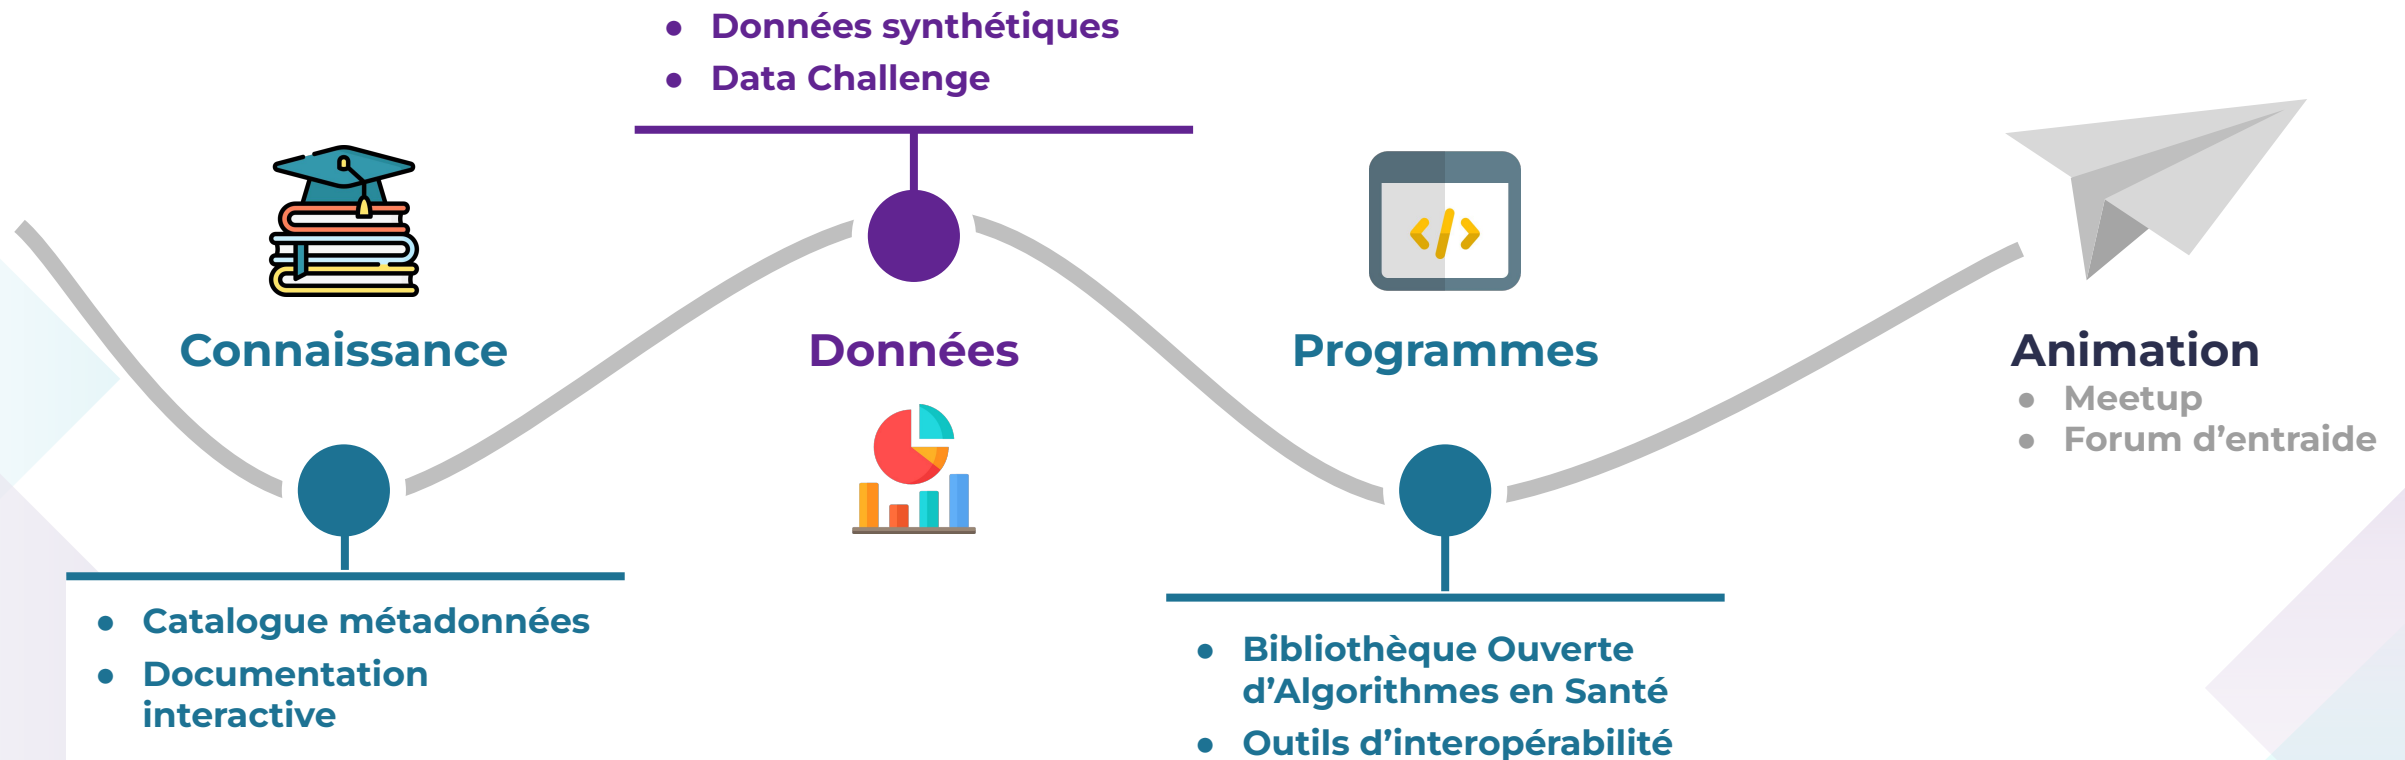 ● Données synthétiques
● Data Challenge
Connaissance
Données
Programmes
Animation
● Meetup
● Forum d’entraide
● Catalogue métadonnées
● Documentation
interactive
● Bibliothèque Ouverte
d’Algorithmes en Santé
● Outils d’interopérabilité